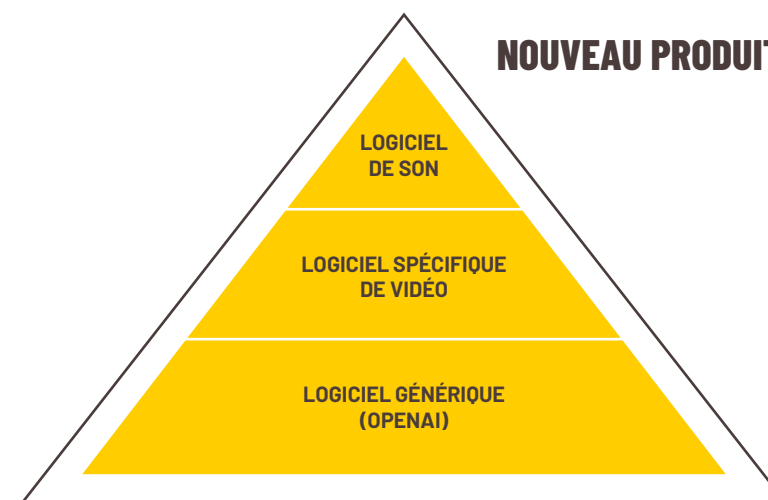 NOUVEAU PRODUIT
LOGICIEL
DE SON
LOGICIEL SPÉCIFIQUE
DE VIDÉO
LOGICIEL GÉNÉRIQUE
(OPENAI)